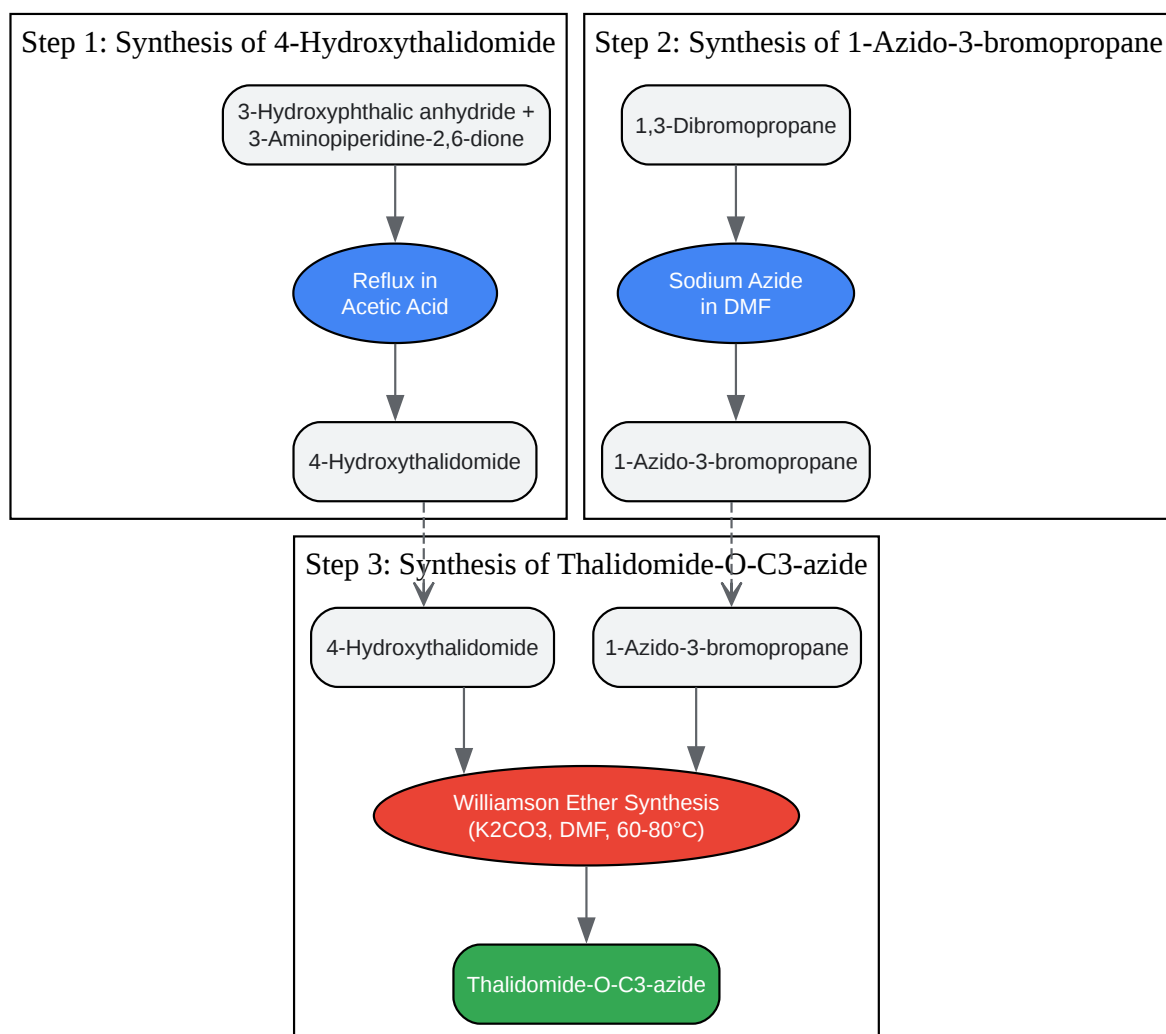 Step 1: Synthesis of 4-Hydroxythalidomide
3-Hydroxyphthalic anhydride +
3-Aminopiperidine-2,6-dione
Reflux in
Acetic Acid
4-Hydroxythalidomide
Step 2: Synthesis of 1-Azido-3-bromopropane
1,3-Dibromopropane
Sodium Azide
in DMF
1-Azido-3-bromopropane
Step 3: Synthesis of Thalidomide-O-C3-azide
4-Hydroxythalidomide
1-Azido-3-bromopropane
Williamson Ether Synthesis
(K2CO3, DMF, 60-80°C)
Thalidomide-O-C3-azide